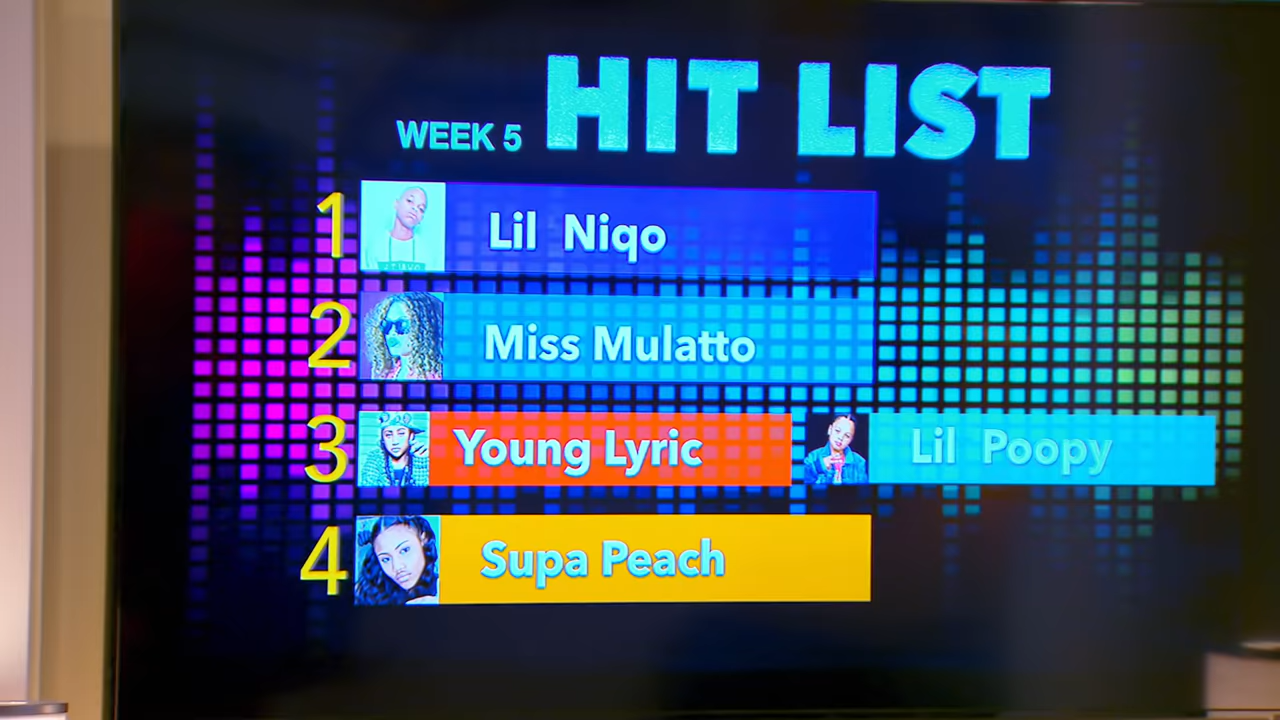 WEEK 5 HIT LIST
1 Lil Niqo
2 Miss Mulatto
3 Young Lyric Lil Poopy
4 Supa Peach